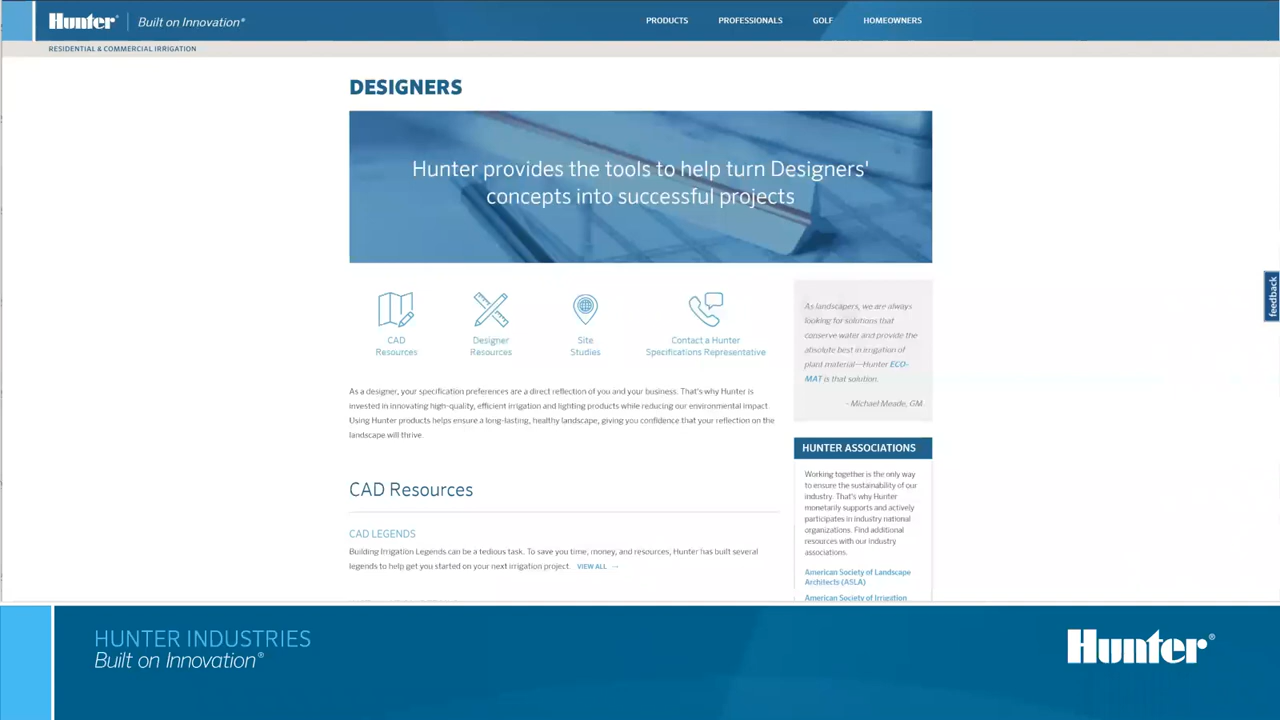 Hunter® Built on Innovation®
PRODUCTS PROFESSIONALS GOLF HOMEOWNERS
RESIDENTIAL & COMMERCIAL IRRIGATION
DESIGNERS
Hunter provides the tools to help turn Designers'
concepts into successful projects
CAD
Resources
Designer
Resources
Site
Studies
Contact a Hunter
Specifications Representative
As a designer, your specification preferences are a direct reflection of you and your business. That's why Hunter is
invested in innovating high-quality, efficient irrigation and lighting products while reducing our environmental impact
Using Hunter products helps ensure a long-lasting, healthy landscape, giving you confidence that your reflection on the
landscape will thrive.
CAD Resources
CAD LEGENDS
Building Irrigation Legends can be a tedious task. To save you time, money, and resources, Hunter has built several
legends to help get you started on your next irrigation project. VIEW ALL →
As landscapers, we are always
looking for solutions that
conserve water and provide the
absolute best in irrigation of
plant material—Hunter ECO-
MAT is that solution.
- Michael Meade, GM
HUNTER ASSOCIATIONS
Working together is the only way
to ensure the sustainability of our
industry. That's why Hunter
monetarily supports and actively
participates in industry national
organizations. Find additional
resources with our industry
associations.
American Society of Landscape
Architects (ASLA)
American Society of Irrigation
feedback
HUNTER INDUSTRIES
Built on Innovation®
Hunter®